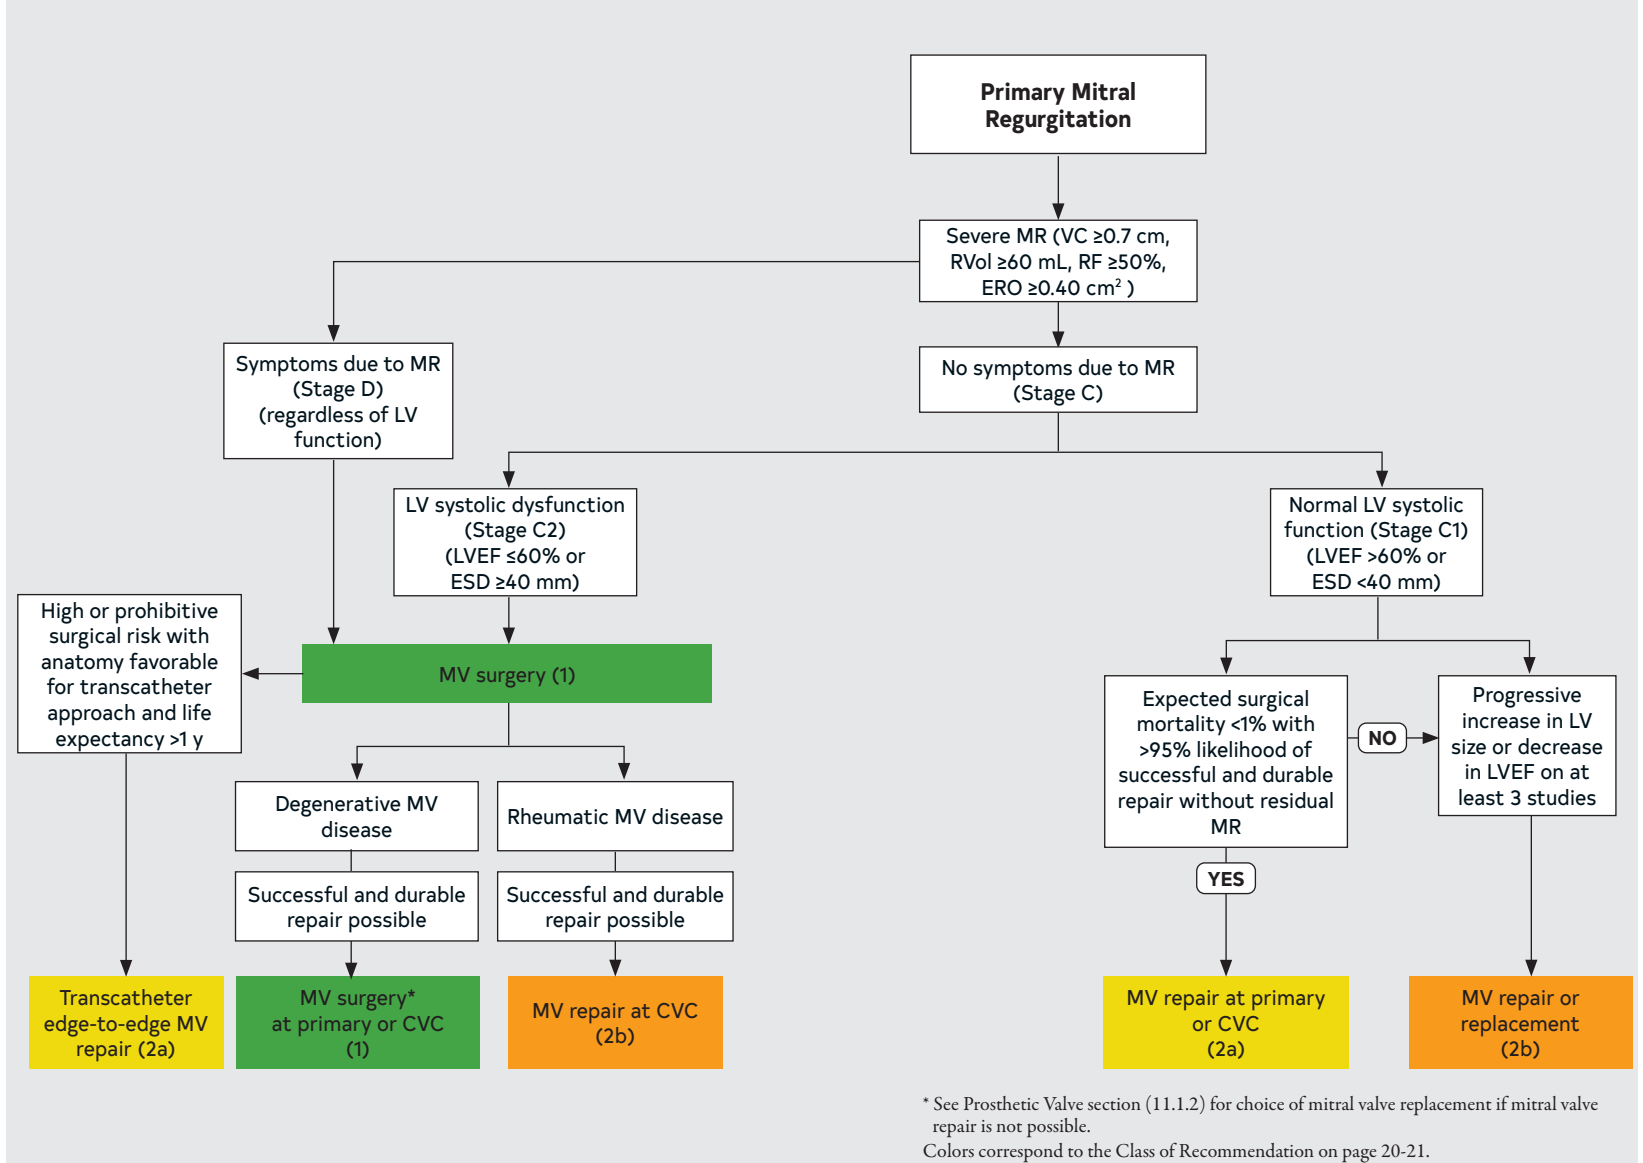 Primary Mitral
Regurgitation
Severe MR (VC ≥0.7 cm,
RVol ≥60 mL, RF ≥50%,
ERO ≥0.40 cm² )
Symptoms due to MR
(Stage D)
(regardless of LV
function)
No symptoms due to MR
(Stage C)
LV systolic dysfunction
(Stage C2)
(LVEF ≤60% or
ESD ≥40 mm)
Normal LV systolic
function (Stage C1)
(LVEF >60% or
ESD <40 mm)
High or prohibitive
surgical risk with
anatomy favorable
for transcatheter
approach and life
expectancy >1 y
MV surgery (1)
Expected surgical
mortality <1% with
>95% likelihood of
successful and durable
repair without residual
MR
NO
Progressive
increase in LV
size or decrease
in LVEF on at
least 3 studies
Degenerative MV
disease
Rheumatic MV disease
YES
Successful and durable
repair possible
Successful and durable
repair possible
Transcatheter
edge-to-edge MV
repair (2a)
MV surgery*
at primary or CVC
(1)
MV repair at CVC
(2b)
MV repair at primary
or CVC
(2a)
MV repair or
replacement
(2b)
* See Prosthetic Valve section (11.1.2) for choice of mitral valve replacement if mitral valve
repair is not possible.
Colors correspond to the Class of Recommendation on page 20-21.